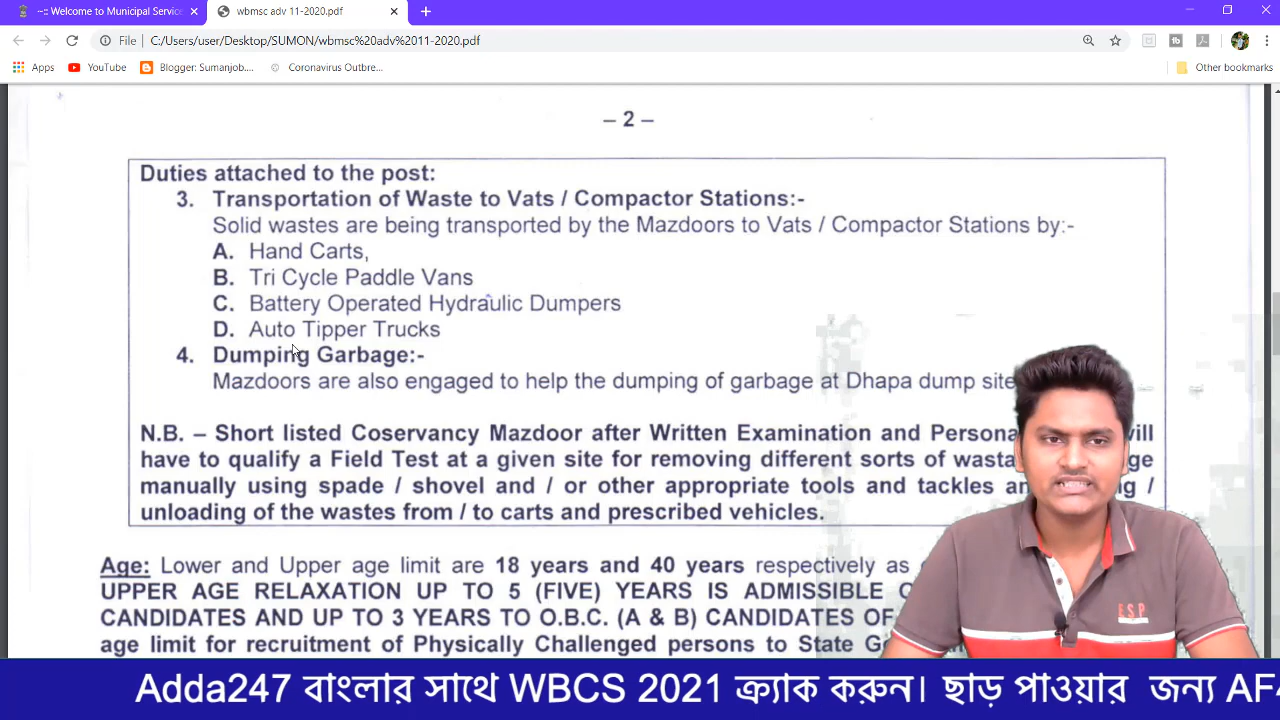 -:: Welcome to Municipal Service
wbmsc adv 11-2020.pdf
File
C:/Users/user/Desktop/SUMON/wbmsc%20adv%2011-2020.pdf
Apps
YouTube
Blogger: Sumanjob....
Coronavirus Outbre...
Other bookmarks
– 2 –
Duties attached to the post:
3. Transportation of Waste to Vats / Compactor Stations:-
Solid wastes are being transported by the Mazdoors to Vats / Compactor Stations by:-
A. Hand Carts,
B. Tri Cycle Paddle Vans
C. Battery Operated Hydraulic Dumpers
D. Auto Tipper Trucks
4. Dumping Garbage:-
Mazdoors are also engaged to help the dumping of garbage at Dhapa dump site
N.B. – Short listed Coservancy Mazdoor after Written Examination and
have to qualify a Field Test at a given site for removing different sorts of
manually using spade / shovel and / or other appropriate tools and tackles /
unloading of the wastes from / to carts and prescribed vehicles.
Age: Lower and Upper age limit are 18 years and 40 years respectively as
UPPER AGE RELAXATION UP TO 5 (FIVE) YEARS IS ADMISSIBLE
CANDIDATES AND UP TO 3 YEARS TO O.B.C. (A & B) CANDIDATES OF
age limit for recruitment of Physically Challenged persons to State
ESP
Adda247 বাংলার সাথে WBCS 2021 ক্র্যাক করুন। ছাড় পাওয়ার জন্য